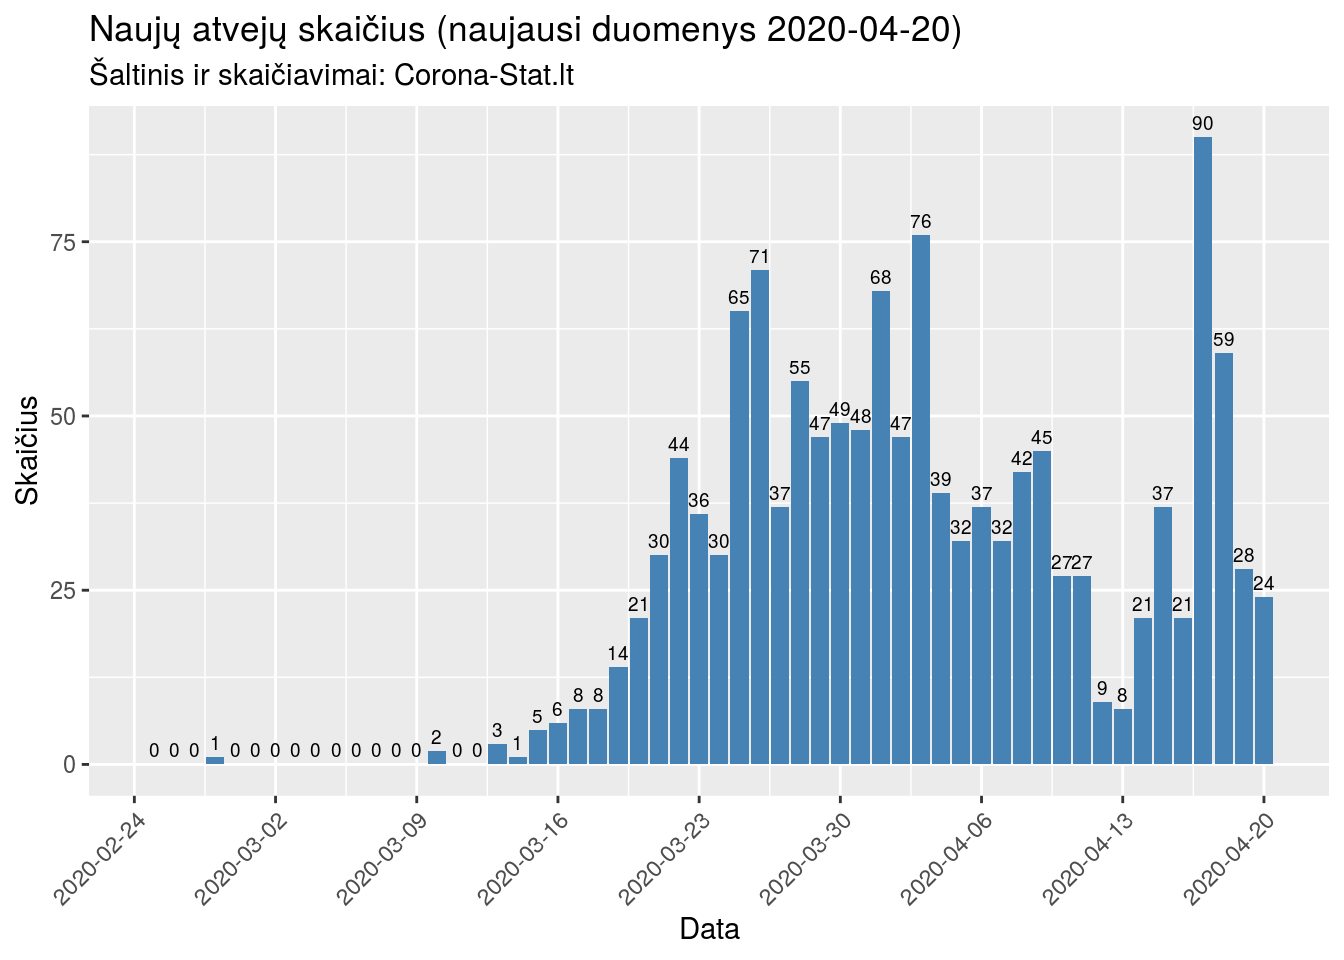 Naujų atvejų skaičius (naujausi duomenys 2020-04-20)
Šaltinis ir skaičiavimai: Corona-Stat.lt
Skaičius
75
50
25
0
0 0 0 1 0 0 0 0 0 0 0 0 0 0 2 0 0 3 1 5 6 8 8 14 21 30 44 36 30 65 71 37 55 47 49 48 68 47 76 39 32 37 32 42 45 27 27 9 8 21 37 21 90 59 28 24
2020-02-24 2020-03-02 2020-03-09 2020-03-16 2020-03-23 2020-03-30 2020-04-06 2020-04-13 2020-04-20
Data